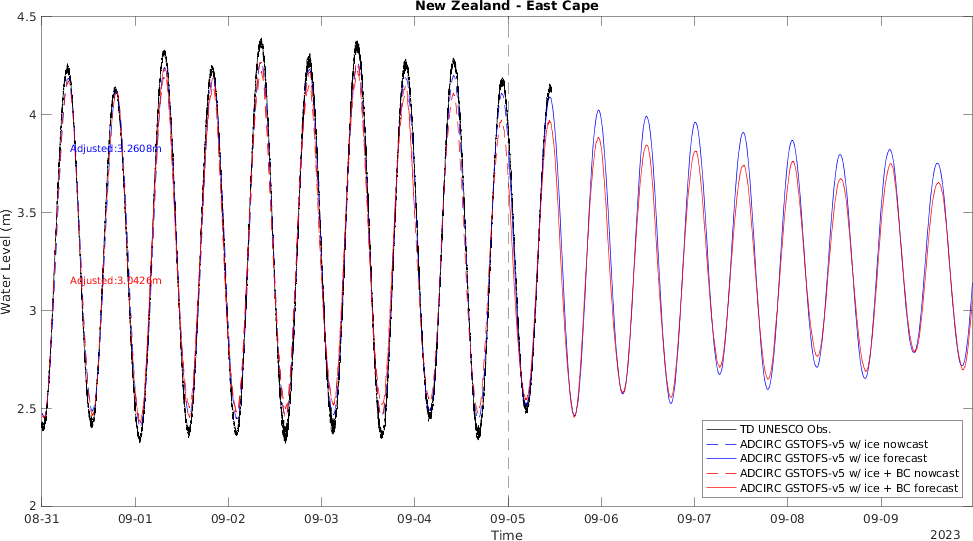 New Zealand - East Cape
4.5
4
3.5
3
2.5
2
Water Level (m)
Adjusted:3.2608m
Adjusted:3.0426m
TD UNESCO Obs.
ADCIRC GSTOFS-v5 w/ ice nowcast
ADCIRC GSTOFS-v5 w/ ice forecast
ADCIRC GSTOFS-v5 w/ ice + BC nowcast
ADCIRC GSTOFS-v5 w/ ice + BC forecast
08-31 09-01 09-02 09-03 09-04 09-05 09-06 09-07 09-08 09-09
Time
2023